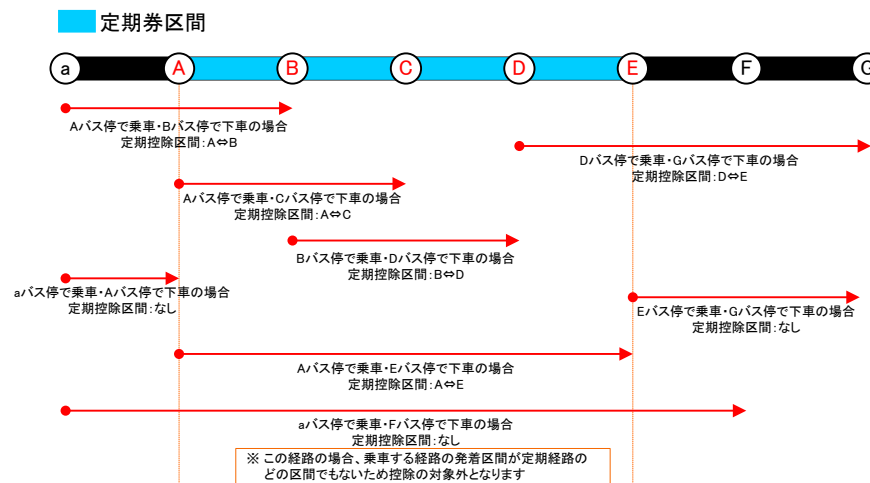 定期券区間
a A B C D E F G
Aバス停で乗車・Bバス停で下車の場合
定期控除区間:A⇔B
Dバス停で乗車・Gバス停で下車の場合
定期控除区間:D⇔E
Aバス停で乗車・Cバス停で下車の場合
定期控除区間:A⇔C
Bバス停で乗車・Dバス停で下車の場合
定期控除区間:B⇔D
aバス停で乗車・Aバス停で下車の場合
定期控除区間:なし
Eバス停で乗車・Gバス停で下車の場合
定期控除区間:なし
Aバス停で乗車・Eバス停で下車の場合
定期控除区間:A⇔E
aバス停で乗車・Fバス停で下車の場合
定期控除区間:なし
※ この経路の場合、乗車する経路の発着区間が定期経路の
どの区間でもないため控除の対象外となります